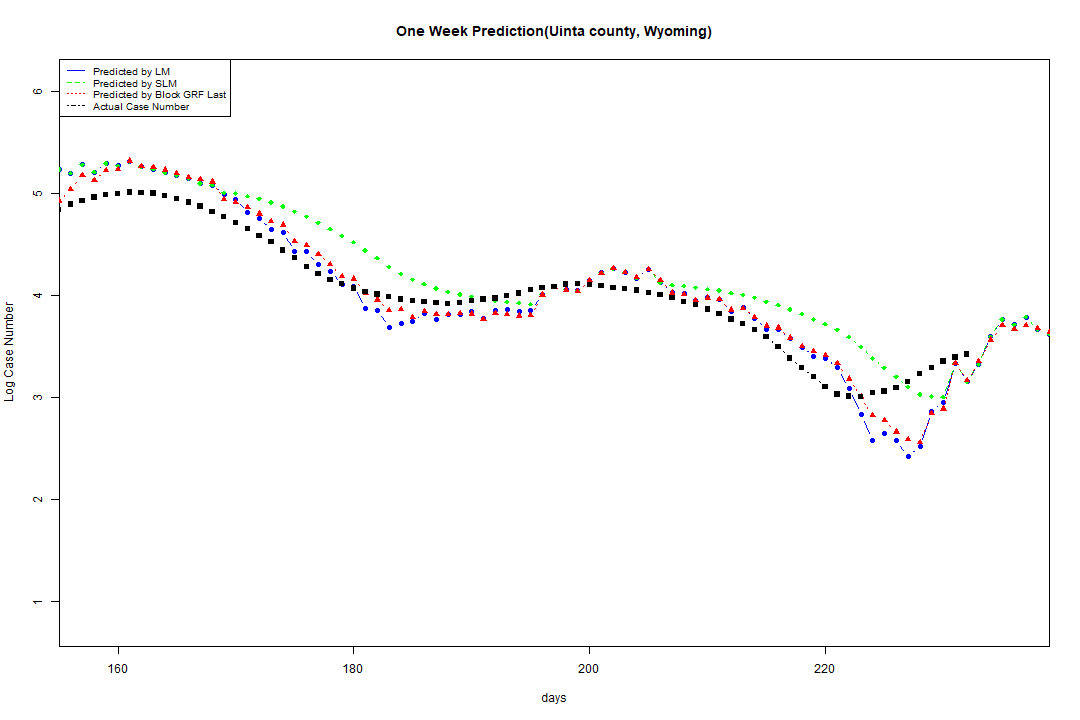 One Week Prediction(Uinta county, Wyoming)
Predicted by LM
Predicted by SLM
Predicted by Block GRF Last
Actual Case Number
6
5
4
3
2
1
Log Case Number
160 180 200 220
days